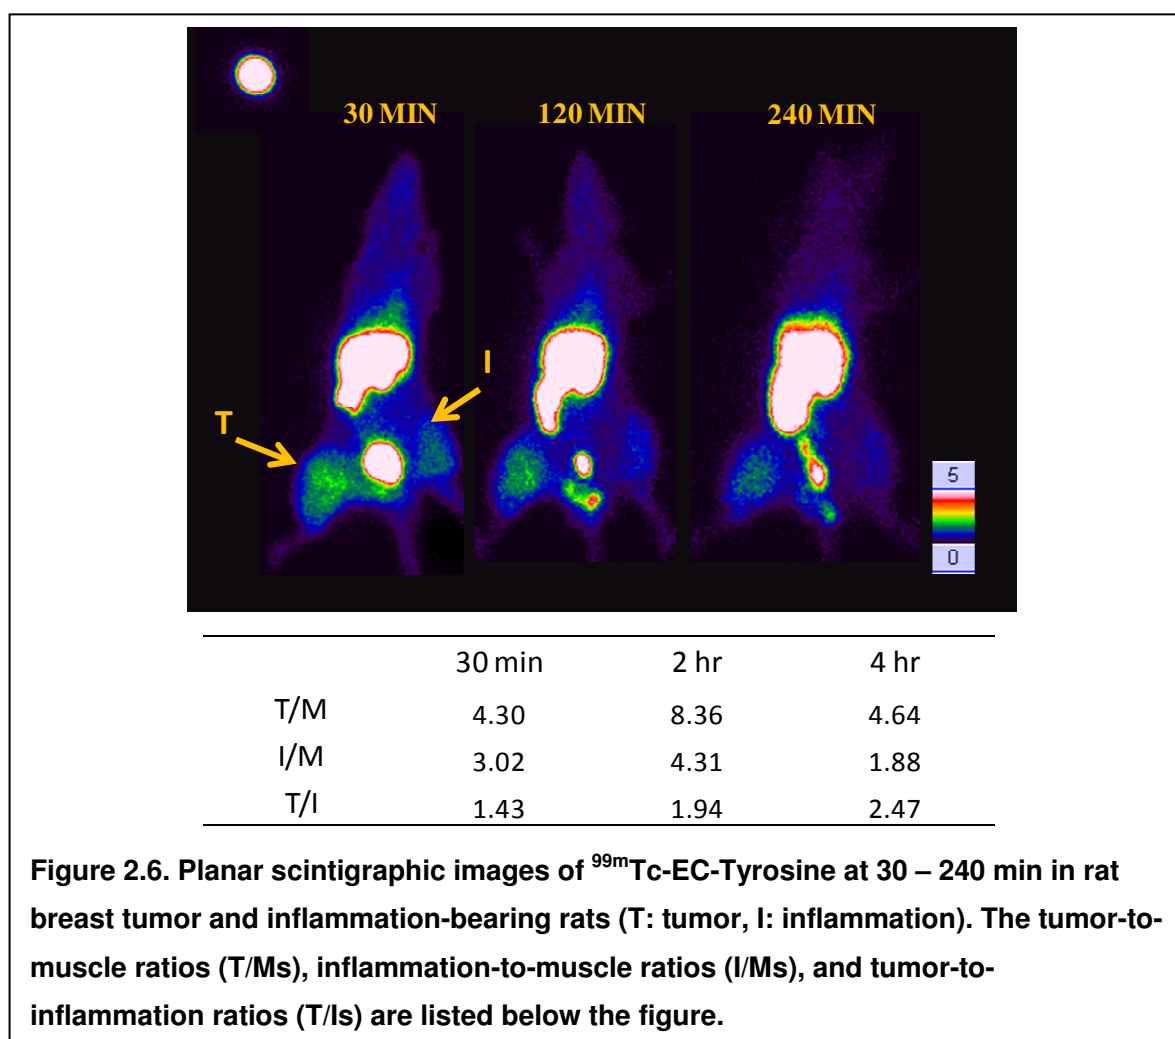 30 MIN 120 MIN 240 MIN
I
T
5
0
30 min 2 hr 4 hr
T/M 4.30 8.36 4.64
I/M 3.02 4.31 1.88
T/I 1.43 1.94 2.47
Figure 2.6. Planar scintigraphic images of ⁹⁹ᵐTc-EC-Tyrosine at 30 – 240 min in rat
breast tumor and inflammation-bearing rats (T: tumor, I: inflammation). The tumor-to-
muscle ratios (T/Ms), inflammation-to-muscle ratios (I/Ms), and tumor-to-
inflammation ratios (T/Is) are listed below the figure.